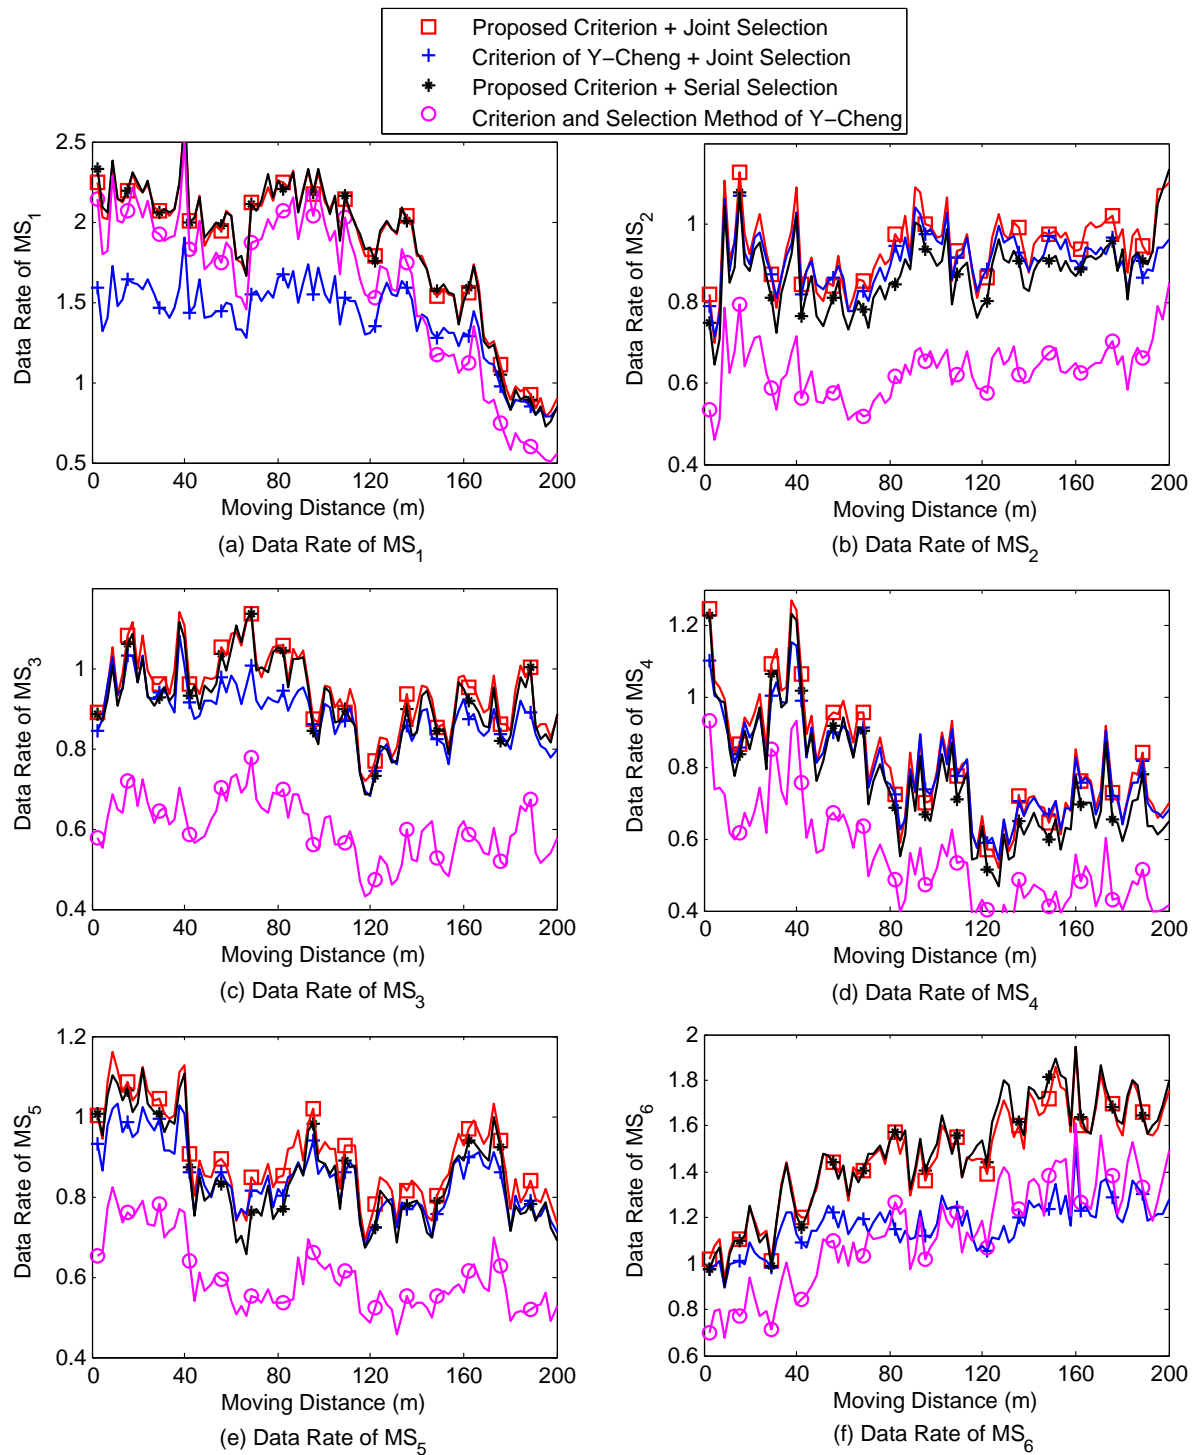 Proposed Criterion + Joint Selection
Criterion of Y−Cheng + Joint Selection
Proposed Criterion + Serial Selection
Criterion and Selection Method of Y−Cheng
2.5
2
1.5
1
0.5
Data Rate of MS1
0 40 80 120 160 200
Moving Distance (m)
(a) Data Rate of MS1
1
0.8
0.6
0.4
Data Rate of MS2
0 40 80 120 160 200
Moving Distance (m)
(b) Data Rate of MS2
1
0.8
0.6
0.4
Data Rate of MS3
0 40 80 120 160 200
Moving Distance (m)
(c) Data Rate of MS3
1.2
1
0.8
0.6
0.4
Data Rate of MS4
0 40 80 120 160 200
Moving Distance (m)
(d) Data Rate of MS4
1.2
1
0.8
0.6
0.4
Data Rate of MS5
0 40 80 120 160 200
Moving Distance (m)
(e) Data Rate of MS5
2
1.8
1.6
1.4
1.2
1
0.8
0.6
Data Rate of MS6
0 40 80 120 160 200
Moving Distance (m)
(f) Data Rate of MS6